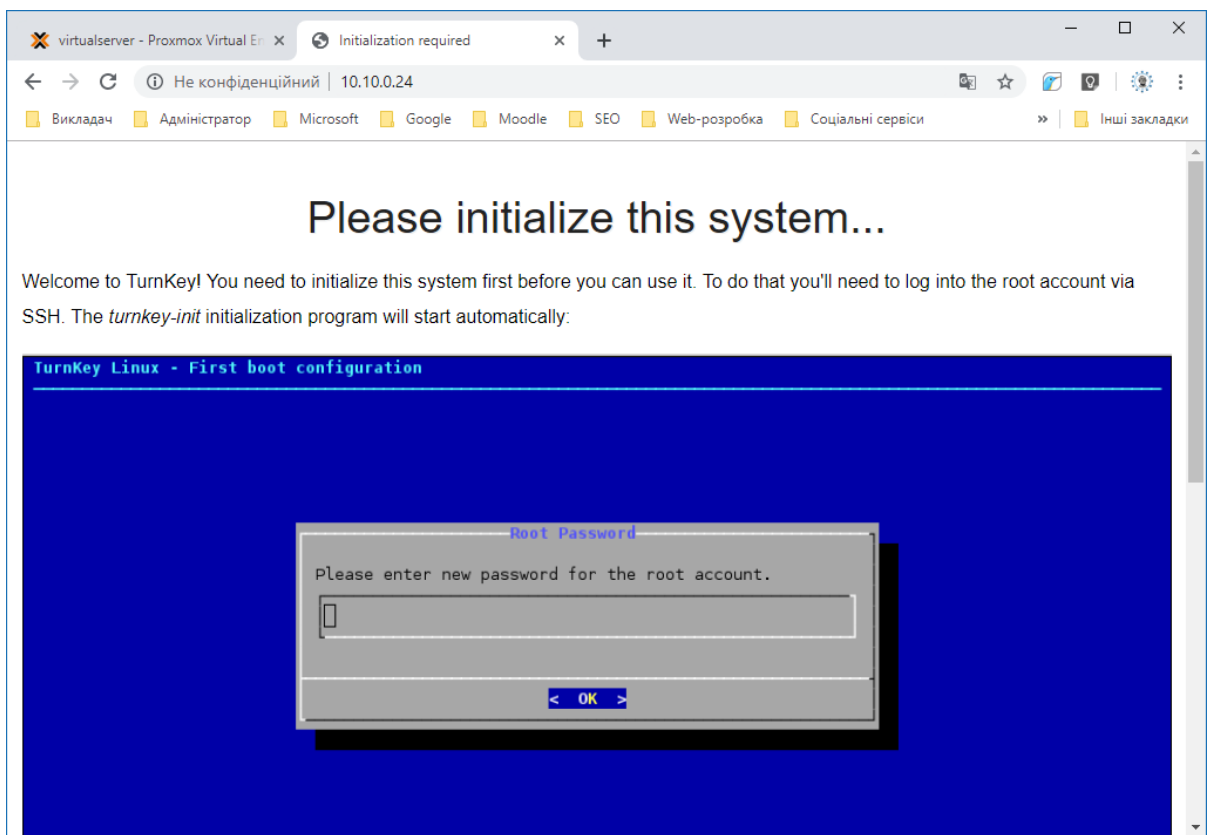 virtualserver - Proxmox Virtual En
Initialization required
Не конфіденційний
10.10.0.24
Викладач
Адміністратор
Microsoft
Google
Moodle
SEO
Web-розробка
Соціальні сервіси
»
Інші закладки
Please initialize this system...
Welcome to TurnKey! You need to initialize this system first before you can use it. To do that you'll need to log into the root account via
SSH. The turnkey-init initialization program will start automatically:
TurnKey Linux - First boot configuration
Root Password
Please enter new password for the root account.
< OK >